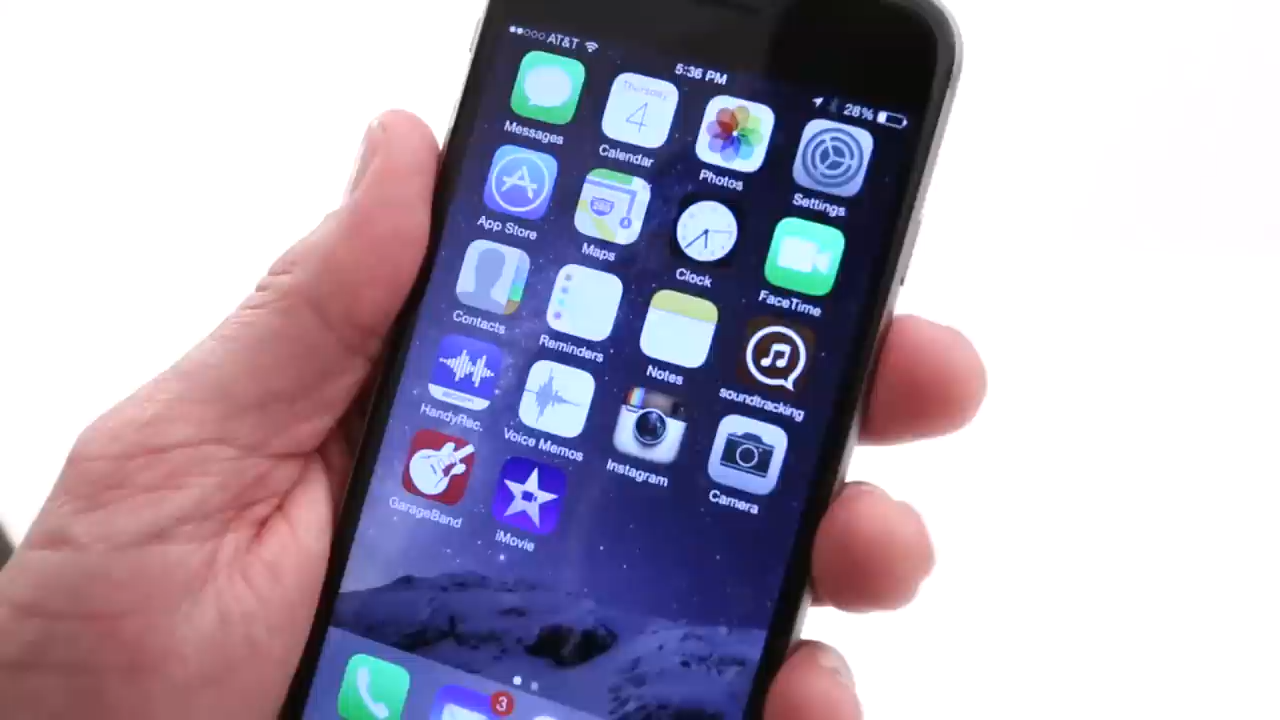 AT&T
5:36 PM
28%
Thursday
4
Messages
Calendar
Photos
Settings
280
App Store
Maps
Clock
FaceTime
Contacts
Reminders
Notes
soundtracking
HandyRec.
Voice Memos
Instagram
Camera
GarageBand
iMovie
3